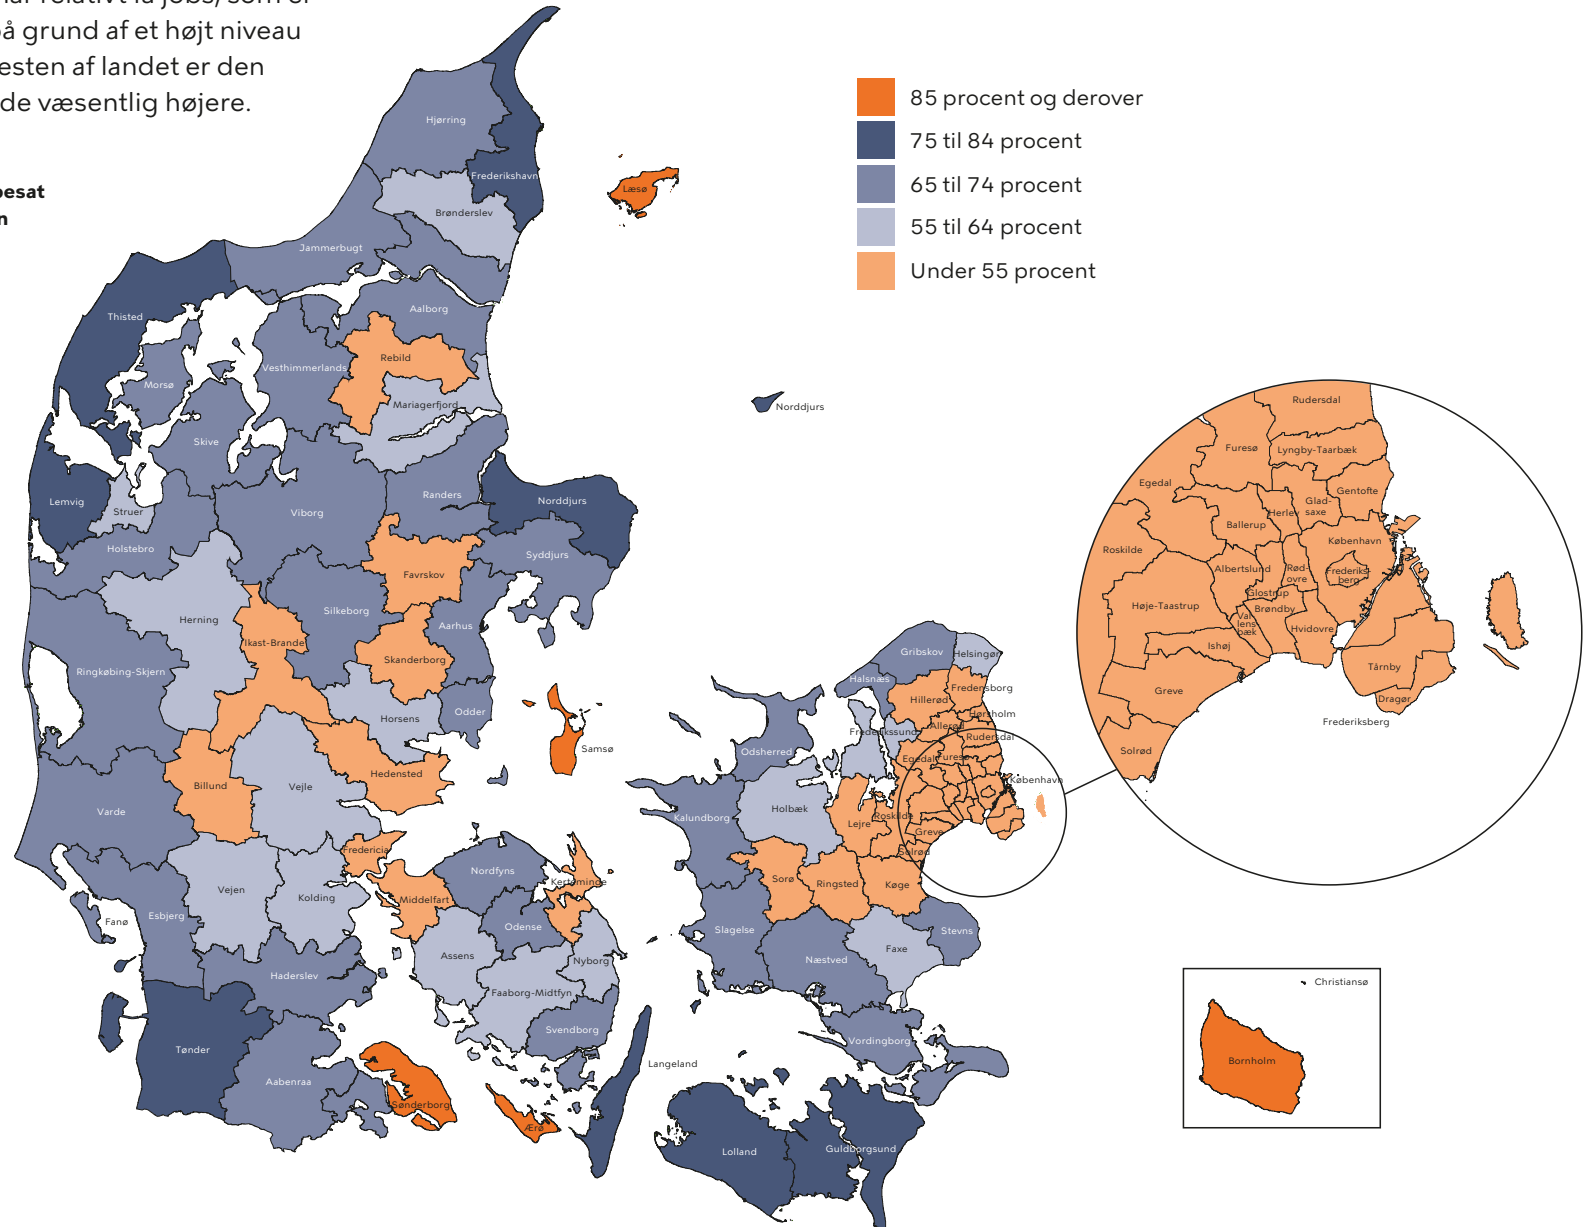 på grund af et højt niveau
esten af landet er den
de væsentlig højere.
besat
n
85 procent og derover
75 til 84 procent
65 til 74 procent
55 til 64 procent
Under 55 procent
Hjørring
Frederikshavn
Læsø
Brønderslev
Jammerbugt
Thisted
Aalborg
Rebild
Vesthimmerlands
Morsø
Mariagerfjord
Norddjurs
Skive
Lemvig
Struer
Viborg
Randers
Norddjurs
Holstebro
Syddjurs
Favrskov
Silkeborg
Herning
Aarhus
Ikast-Brande
Skanderborg
Ringkøbing-Skjern
Horsens
Odder
Samsø
Hedensted
Billund
Vejle
Varde
Fredericia
Vejen
Kolding
Middelfart
Nordfyns
Kerteminde
Esbjerg
Fanø
Odense
Assens
Nyborg
Haderslev
Faaborg-Midtfyn
Svendborg
Tønder
Aabenraa
Sønderborg
Ærø
Langeland
Gribskov
Helsingør
Halsnæs
Hillerød
Fredensborg
Hørsholm
Allerød
Frederikssund
Rudersdal
Odsherred
Egedal
Furesø
København
Holbæk
Kalundborg
Lejre
Roskilde
Greve
Solrød
Sorø
Ringsted
Køge
Slagelse
Næstved
Faxe
Stevns
Vordingborg
Lolland
Guldborgsund
Rudersdal
Furesø
Lyngby-Taarbæk
Egedal
Gentofte
Glad-
saxe
Herlev
Ballerup
København
Roskilde
Albertslund
Rød-
ovre
Frederiks-
berg
Glostrup
Høje-Taastrup
Brøndby
Val-
lens-
bæk
Hvidovre
Ishøj
Tårnby
Greve
Dragør
Frederiksberg
Solrød
Christiansø
Bornholm